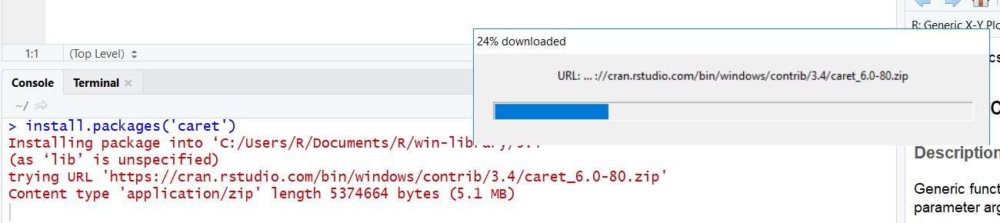 R: Generic X-Y Plo
24% downloaded
1:1 (Top Level)
URL: ... ://cran.rstudio.com/bin/windows/contrib/3.4/caret_6.0-80.zip
Console Terminal
~/
> install.packages('caret')
Installing package into ‘C:/Users/R/Documents/R/win-library/3.4’
(as ‘lib’ is unspecified)
trying URL 'https://cran.rstudio.com/bin/windows/contrib/3.4/caret_6.0-80.zip'
Content type 'application/zip' length 5374664 bytes (5.1 MB)
Description
Generic funct
parameter arg